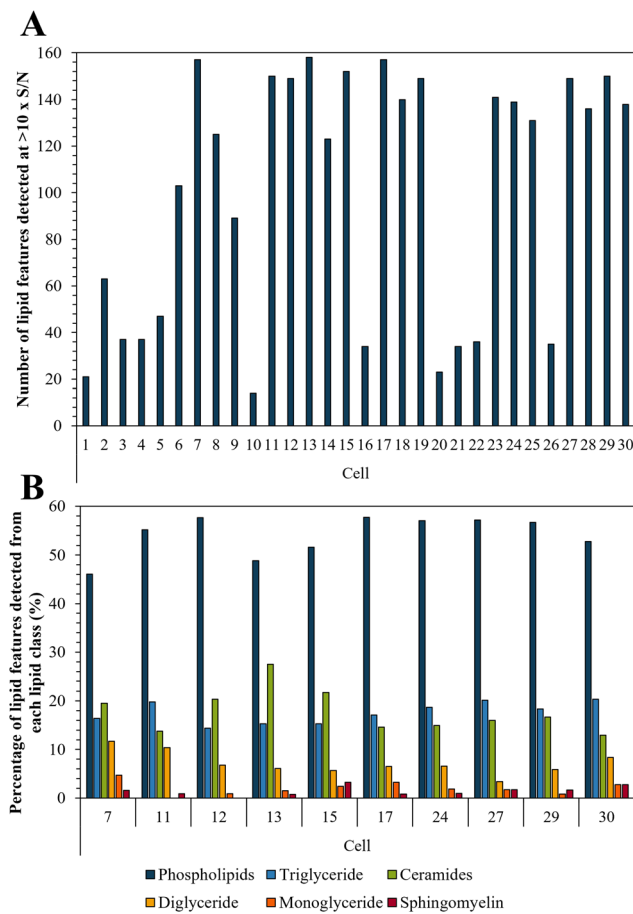 A
Number of lipid features detected at >10 x S/N
160
140
120
100
80
60
40
20
0
1 2 3 4 5 6 7 8 9 10 11 12 13 14 15 16 17 18 19 20 21 22 23 24 25 26 27 28 29 30
Cell
B
Percentage of lipid features detected from
each lipid class (%)
60
50
40
30
20
10
0
7 11 12 13 15 17 24 27 29 30
Cell
Phospholipids Triglyceride Ceramides
Diglyceride Monoglyceride Sphingomyelin